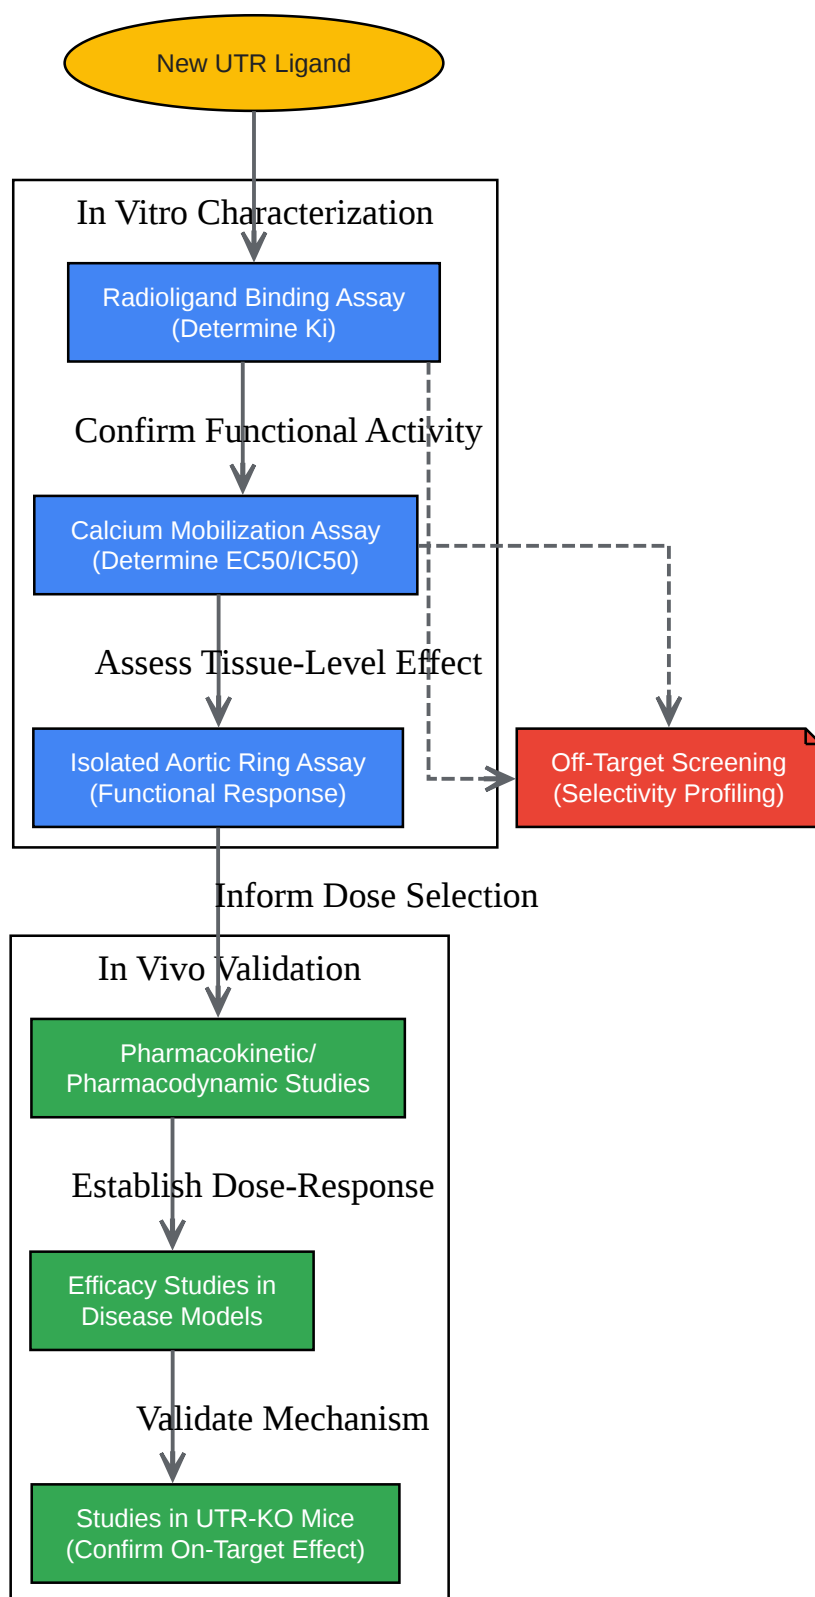 New UTR Ligand
In Vitro Characterization
Radioligand Binding Assay
(Determine Ki)
Confirm Functional Activity
Calcium Mobilization Assay
(Determine EC50/IC50)
Assess Tissue-Level Effect
Isolated Aortic Ring Assay
(Functional Response)
Off-Target Screening
(Selectivity Profiling)
Inform Dose Selection
In Vivo Validation
Pharmacokinetic/
Pharmacodynamic Studies
Establish Dose-Response
Efficacy Studies in
Disease Models
Validate Mechanism
Studies in UTR-KO Mice
(Confirm On-Target Effect)